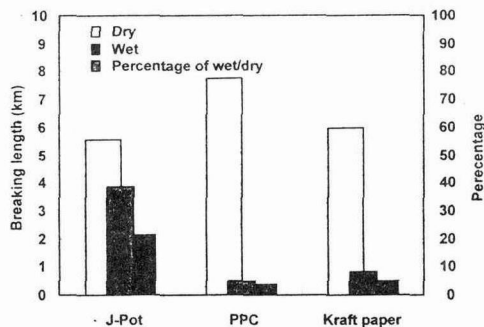 10
9
8
7
6
5
4
3
2
1
0
Breaking length (km)
Dry
Wet
Percentage of wet/dry
100
90
80
70
60
50
40
30
20
10
0
Perecentage
J-Pot
PPC
Kraft paper